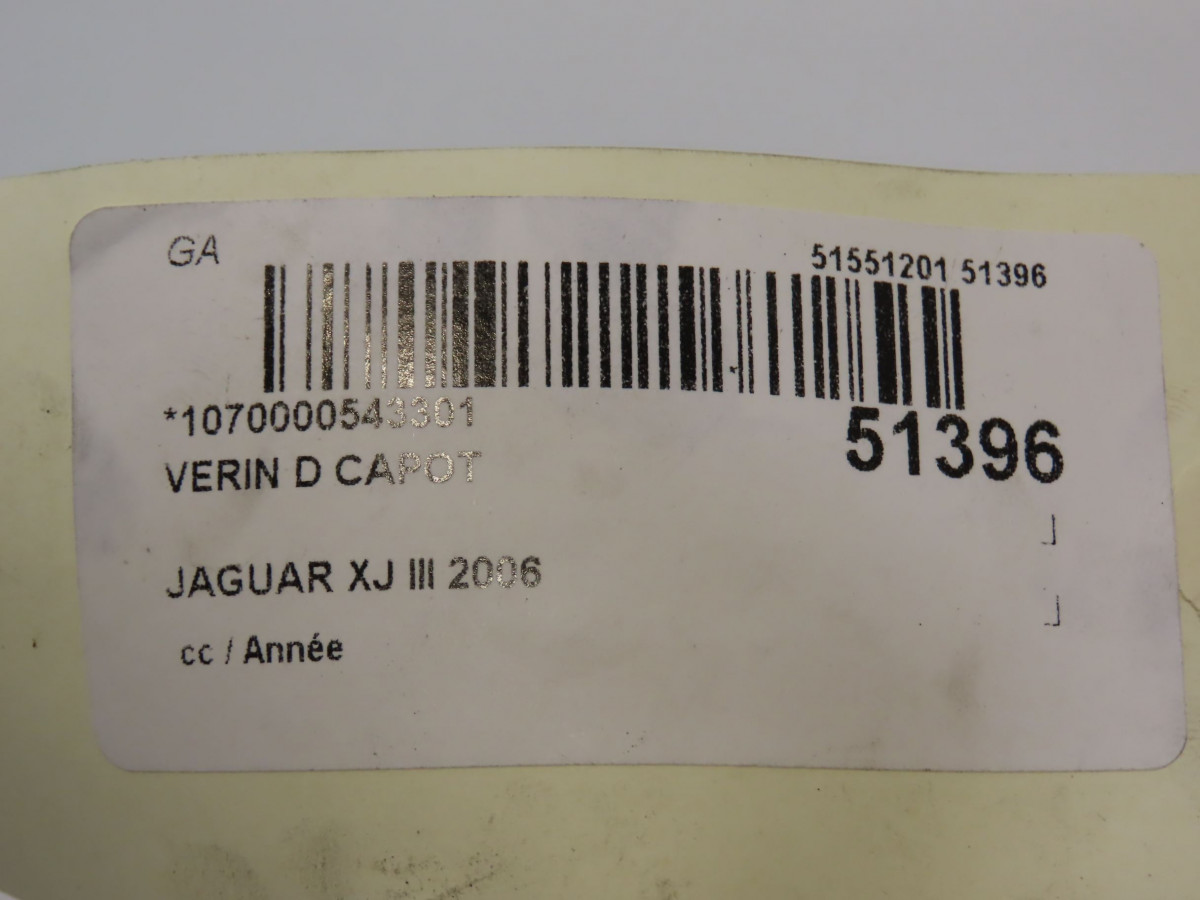 GA
51551201 51396
*1070000543301
51396
VERIN D CAPOT
JAGUAR XJ III 2006
cc / Année